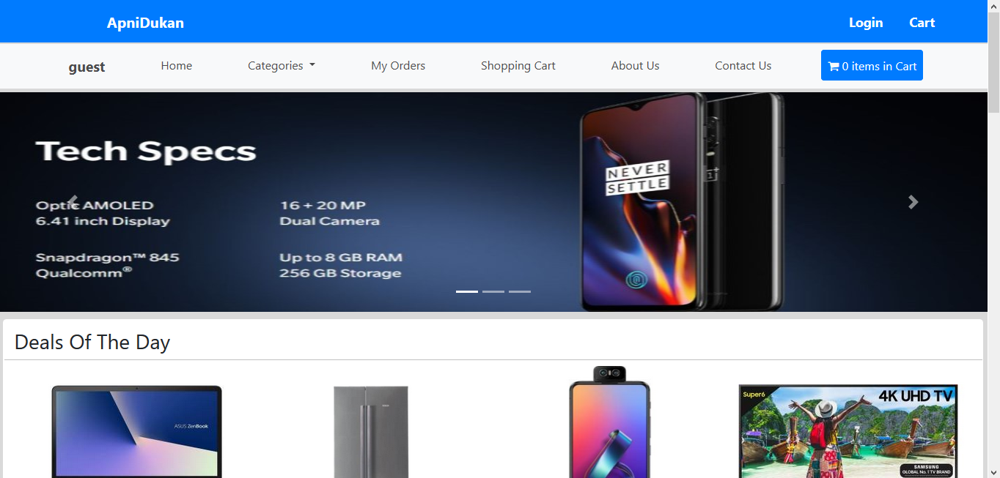 ApniDukan
Login
Cart
guest
Home
Categories
My Orders
Shopping Cart
About Us
Contact Us
0 items in Cart
Tech Specs
Optic AMOLED
6.41 inch Display
16 + 20 MP
Dual Camera
Snapdragon™ 845
Qualcomm®
Up to 8 GB RAM
256 GB Storage
NEVER
SETTLE
Deals Of The Day
ASUS ZenBook
Super6
4K UHD TV
SAMSUNG
GLOBAL No.1 TV BRAND